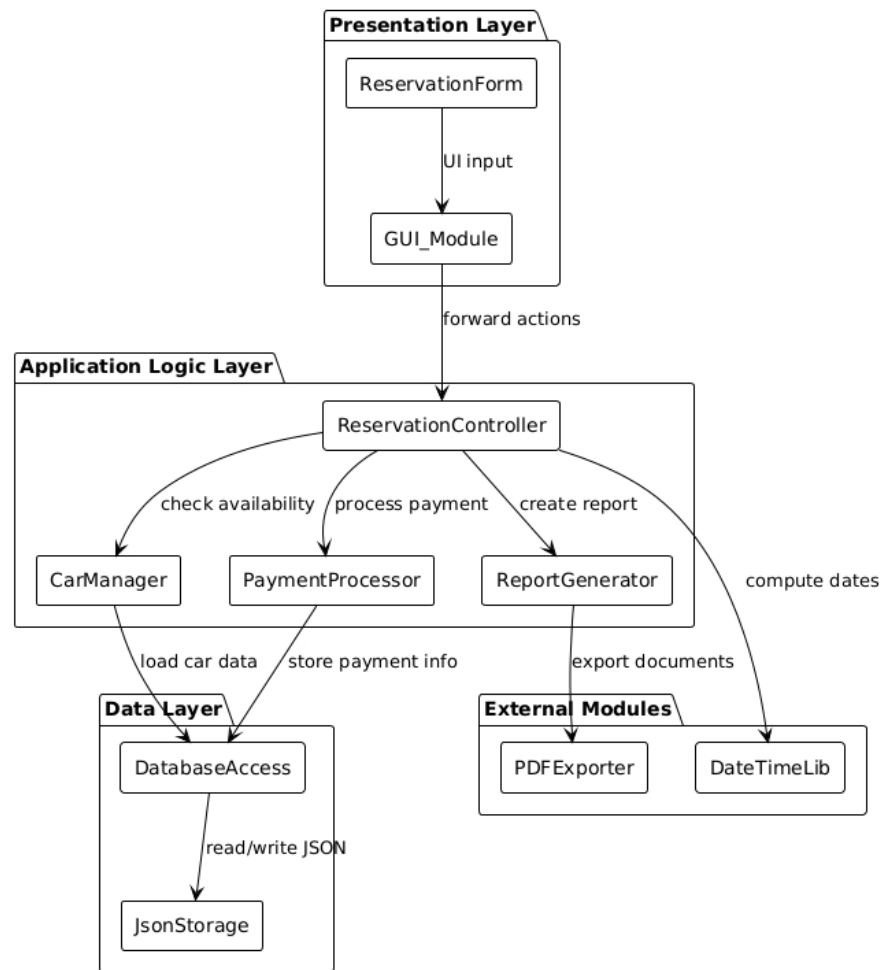 Presentation Layer
ReservationForm
UI input
GUI_Module
forward actions
Application Logic Layer
ReservationController
check availability
process payment
create report
compute dates
CarManager
PaymentProcessor
ReportGenerator
load car data
store payment info
export documents
Data Layer
External Modules
DatabaseAccess
PDFExporter
DateTimeLib
read/write JSON
JsonStorage